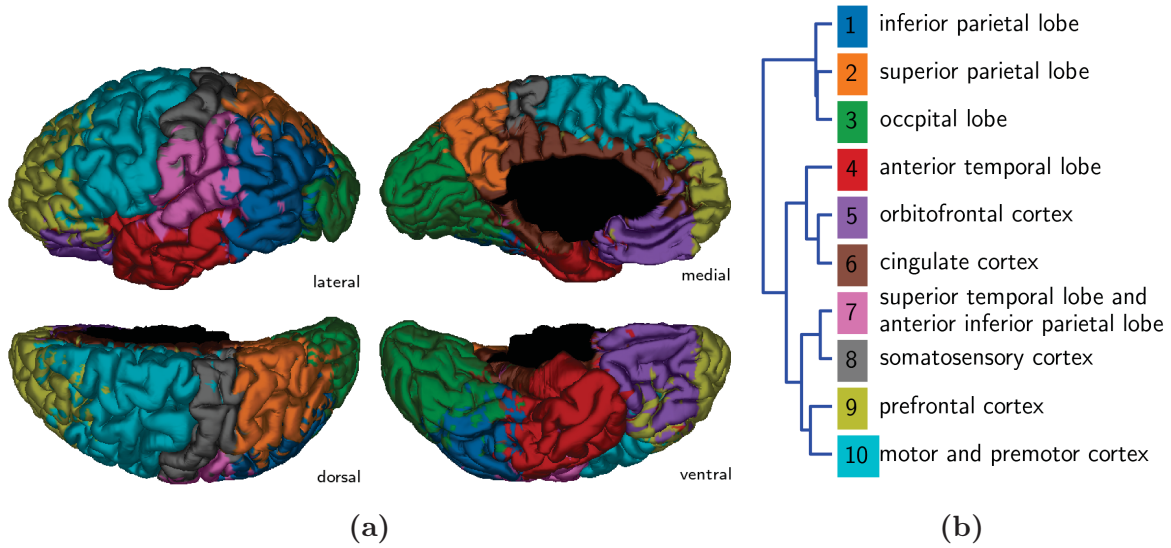 lateral
medial
dorsal
ventral
(a)
1 inferior parietal lobe
2 superior parietal lobe
3 occpital lobe
4 anterior temporal lobe
5 orbitofrontal cortex
6 cingulate cortex
7 superior temporal lobe and
anterior inferior parietal lobe
8 somatosensory cortex
9 prefrontal cortex
10 motor and premotor cortex
(b)